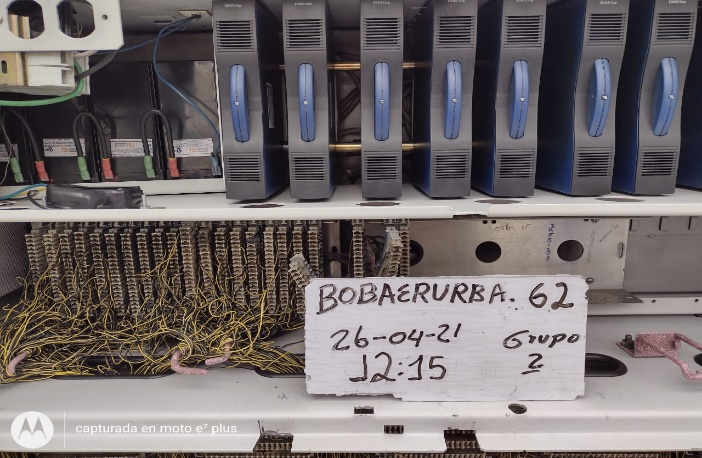 BOBAERURBA. 62
26-04-21 Grupo
12:15 2.
capturada en moto e⁷ plus